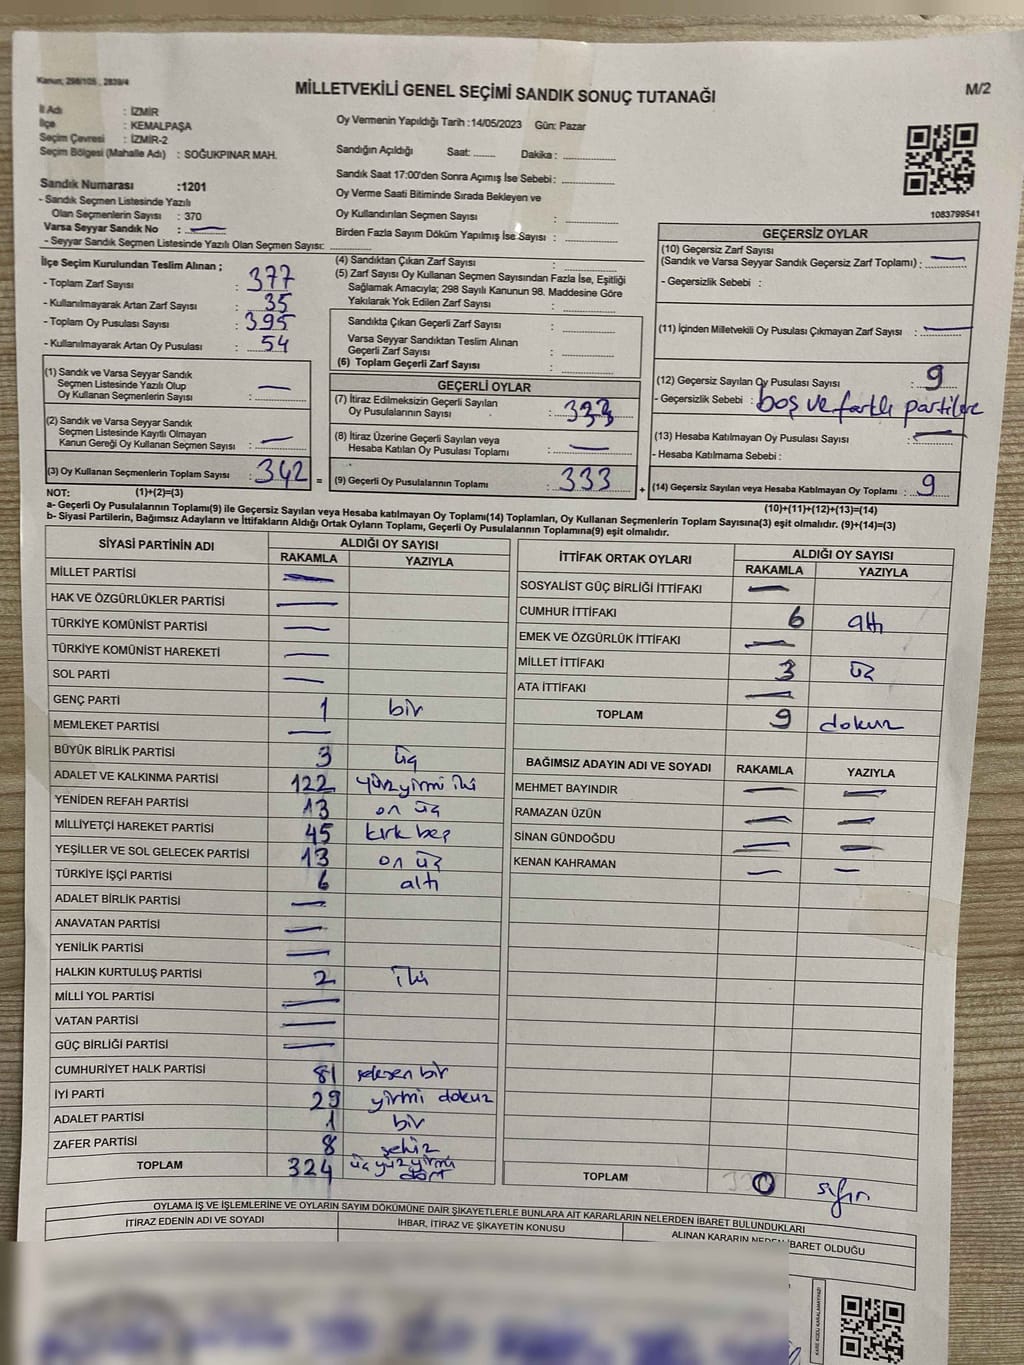 Kanun; 298/105 , 2839/4
MİLLETVEKİLİ GENEL SEÇİMİ SANDIK SONUÇ TUTANAĞI
M/2
İl Adı : İZMİR
İlçe : KEMALPAŞA
Seçim Çevresi : İZMİR-2
Seçim Bölgesi (Mahalle Adı) : SOĞUKPINAR MAH.
Sandık Numarası :1201
- Sandık Seçmen Listesinde Yazılı
Olan Seçmenlerin Sayısı : 370
Varsa Seyyar Sandık No : —
- Seyyar Sandık Seçmen Listesinde Yazılı Olan Seçmen Sayısı: ............
Oy Vermenin Yapıldığı Tarih :14/05/2023 Gün: Pazar
Sandığın Açıldığı Saat: ....... Dakika : ..............
Sandık Saat 17:00'den Sonra Açımış İse Sebebi : ..............
Oy Verme Saati Bitiminde Sırada Bekleyen ve
Oy Kullandırılan Seçmen Sayısı : ..............
Birden Fazla Sayım Döküm Yapılmış İse Sayısı : ..............
1083799541
İlçe Seçim Kurulundan Teslim Alınan ;
- Toplam Zarf Sayısı : 377
- Kullanılmayarak Artan Zarf Sayısı : 35
- Toplam Oy Pusulası Sayısı : 395
- Kullanılmayarak Artan Oy Pusulası : 54
(1) Sandık ve Varsa Seyyar Sandık
Seçmen Listesinde Yazılı Olup
Oy Kullanan Seçmenlerin Sayısı : —
(2) Sandık ve Varsa Seyyar Sandık
Seçmen Listesinde Kayıtlı Olmayan
Kanun Gereği Oy Kullanan Seçmen Sayısı : —
(3) Oy Kullanan Seçmenlerin Toplam Sayısı : 342 =
(4) Sandıktan Çıkan Zarf Sayısı : ..............
(5) Zarf Sayısı Oy Kullanan Seçmen Sayısından Fazla İse, Eşitliği
Sağlamak Amacıyla; 298 Sayılı Kanunun 98. Maddesine Göre
Yakılarak Yok Edilen Zarf Sayısı : ..............
Sandıkta Çıkan Geçerli Zarf Sayısı : ..............
Varsa Seyyar Sandıktan Teslim Alınan
Geçerli Zarf Sayısı : ..............
(6) Toplam Geçerli Zarf Sayısı : ..............
GEÇERLİ OYLAR
(7) İtiraz Edilmeksizin Geçerli Sayılan
Oy Pusulasının Sayısı : 333
(8) İtiraz Üzerine Geçerli Sayılan veya
Hesaba Katılan Oy Pusulası Toplamı : —
(9) Geçerli Oy Pusulalarının Toplamı : 333 +
GEÇERSİZ OYLAR
(10) Geçersiz Zarf Sayısı
(Sandık ve Varsa Seyyar Sandık Geçersiz Zarf Toplamı) : —
- Geçersizlik Sebebi :
(11) İçinden Milletvekili Oy Pusulası Çıkmayan Zarf Sayısı : —
(12) Geçersiz Sayılan Oy Pusulası Sayısı : 9
- Geçersizlik Sebebi : boş ve farklı partilere
(13) Hesaba Katılmayan Oy Pusulası Sayısı : —
- Hesaba Katılmama Sebebi :
(14) Geçersiz Sayılan veya Hesaba Katılmayan Oy Toplamı : 9
NOT: (1)+(2)=(3)
(10)+(11)+(12)+(13)=(14)
a- Geçerli Oy Pusulalarının Toplamı(9) ile Geçersiz Sayılan veya Hesaba katılmayan Oy Toplamı(14) Toplamları, Oy Kullanan Seçmenlerin Toplam Sayısına(3) eşit olmalıdır. (9)+(14)=(3)
b- Siyasi Partilerin, Bağımsız Adayların ve İttifakların Aldığı Ortak Oyların Toplamı, Geçerli Oy Pusulalarının Toplamına(9) eşit olmalıdır.
SİYASİ PARTİNİN ADI ALDIĞI OY SAYISI
RAKAMLA YAZIYLA
MİLLET PARTİSİ —
HAK VE ÖZGÜRLÜKLER PARTİSİ —
TÜRKİYE KOMÜNİST PARTİSİ —
TÜRKİYE KOMÜNİST HAREKETİ —
SOL PARTİ —
GENÇ PARTİ 1 bir
MEMLEKET PARTİSİ —
BÜYÜK BİRLİK PARTİSİ 3 üç
ADALET VE KALKINMA PARTİSİ 122 yüzyirmi iki
YENİDEN REFAH PARTİSİ 13 on üç
MİLLİYETÇİ HAREKET PARTİSİ 45 kırk beş
YEŞİLLER VE SOL GELECEK PARTİSİ 13 on üç
TÜRKİYE İŞÇİ PARTİSİ 6 altı
ADALET BİRLİK PARTİSİ —
ANAVATAN PARTİSİ —
YENİLİK PARTİSİ —
HALKIN KURTULUŞ PARTİSİ 2 iki
MİLLİ YOL PARTİSİ —
VATAN PARTİSİ —
GÜÇ BİRLİĞİ PARTİSİ —
CUMHURİYET HALK PARTİSİ 81 seksen bir
İYİ PARTİ 29 yirmi dokuz
ADALET PARTİSİ 1 bir
ZAFER PARTİSİ 8 sekiz
TOPLAM 324 üç yüz yirmi dört
İTTİFAK ORTAK OYLARI ALDIĞI OY SAYISI
RAKAMLA YAZIYLA
SOSYALİST GÜÇ BİRLİĞİ İTTİFAKI —
CUMHUR İTTİFAKI 6 altı
EMEK VE ÖZGÜRLÜK İTTİFAKI —
MİLLET İTTİFAKI 3 üç
ATA İTTİFAKI —
TOPLAM 9 dokuz
BAĞIMSIZ ADAYIN ADI VE SOYADI RAKAMLA YAZIYLA
MEHMET BAYINDIR — —
RAMAZAN ÜZÜN — —
SİNAN GÜNDOĞDU — —
KENAN KAHRAMAN — —
TOPLAM 0 sıfır
OYLAMA İŞ VE İŞLEMLERİNE VE OYLARIN SAYIM DÖKÜMÜNE DAİR ŞİKAYETLERLE BUNLARA AİT KARARLARIN NELERDEN İBARET BULUNDUKLARI
İTİRAZ EDENİN ADI VE SOYADI
İHBAR, İTİRAZ VE ŞİKAYETİN KONUSU
ALINAN KARARIN NEDEN İBARET OLDUĞU